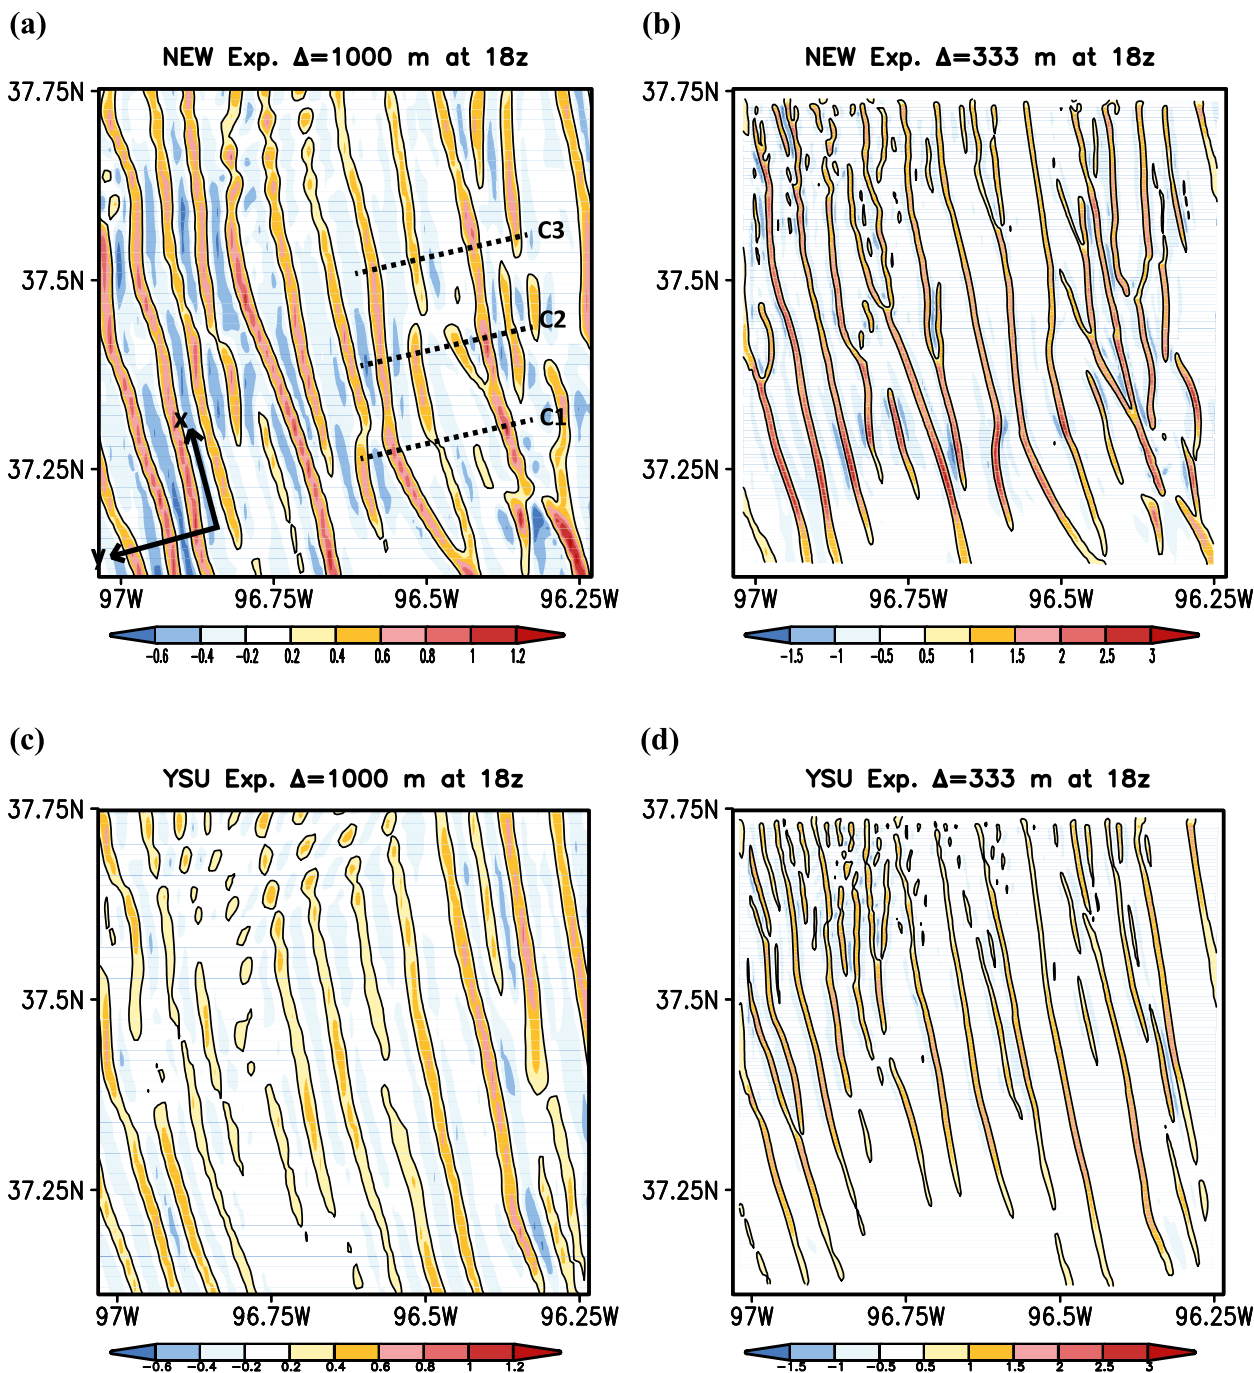 (a) (b)
NEW Exp. Δ=1000 m at 18z NEW Exp. Δ=333 m at 18z
37.75N 37.75N
C3
37.5N 37.5N
C2
X C1
37.25N 37.25N
y
97W 96.75W 96.5W 96.25W 97W 96.75W 96.5W 96.25W
-0.6 -0.4 -0.2 0.2 0.4 0.6 0.8 1 1.2 -1.5 -1 -0.5 0.5 1 1.5 2 2.5 3
(c) (d)
YSU Exp. Δ=1000 m at 18z YSU Exp. Δ=333 m at 18z
37.75N 37.75N
37.5N 37.5N
37.25N 37.25N
97W 96.75W 96.5W 96.25W 97W 96.75W 96.5W 96.25W
-0.6 -0.4 -0.2 0.2 0.4 0.6 0.8 1 1.2 -1.5 -1 -0.5 0.5 1 1.5 2 2.5 3